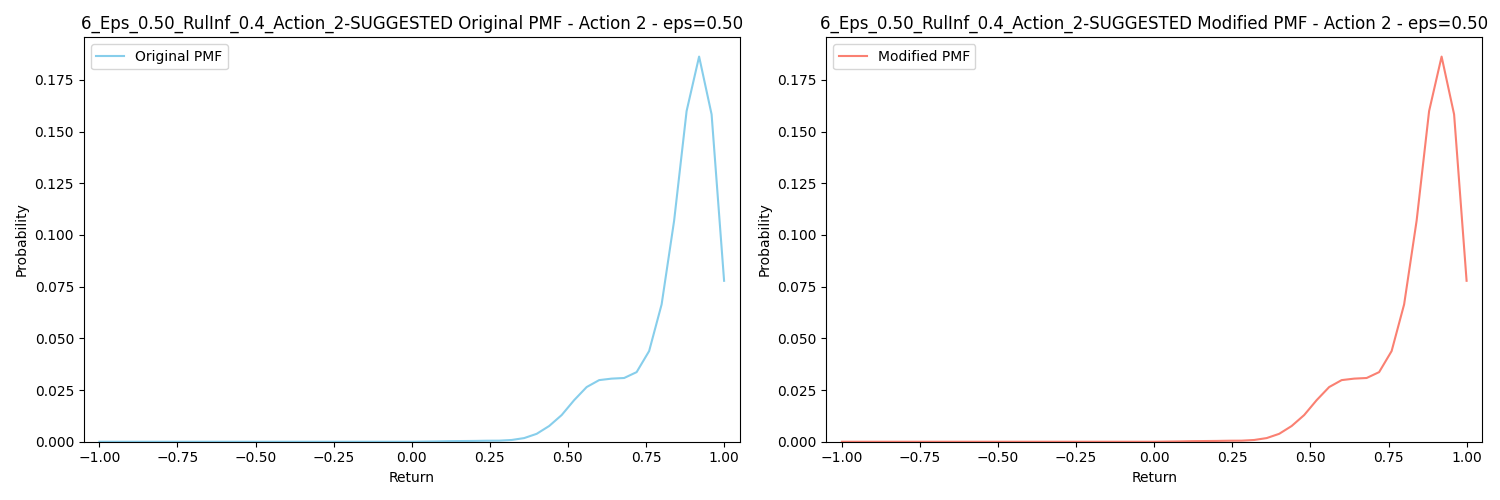 6_Eps_0.50_RulInf_0.4_Action_2-SUGGESTED Original PMF - Action 2 - eps=0.50
Original PMF
0.175
0.150
0.125
0.100
0.075
0.050
0.025
0.000
Probability
−1.00 −0.75 −0.50 −0.25 0.00 0.25 0.50 0.75 1.00
Return
6_Eps_0.50_RulInf_0.4_Action_2-SUGGESTED Modified PMF - Action 2 - eps=0.50
Modified PMF
0.175
0.150
0.125
0.100
0.075
0.050
0.025
0.000
Probability
−1.00 −0.75 −0.50 −0.25 0.00 0.25 0.50 0.75 1.00
Return